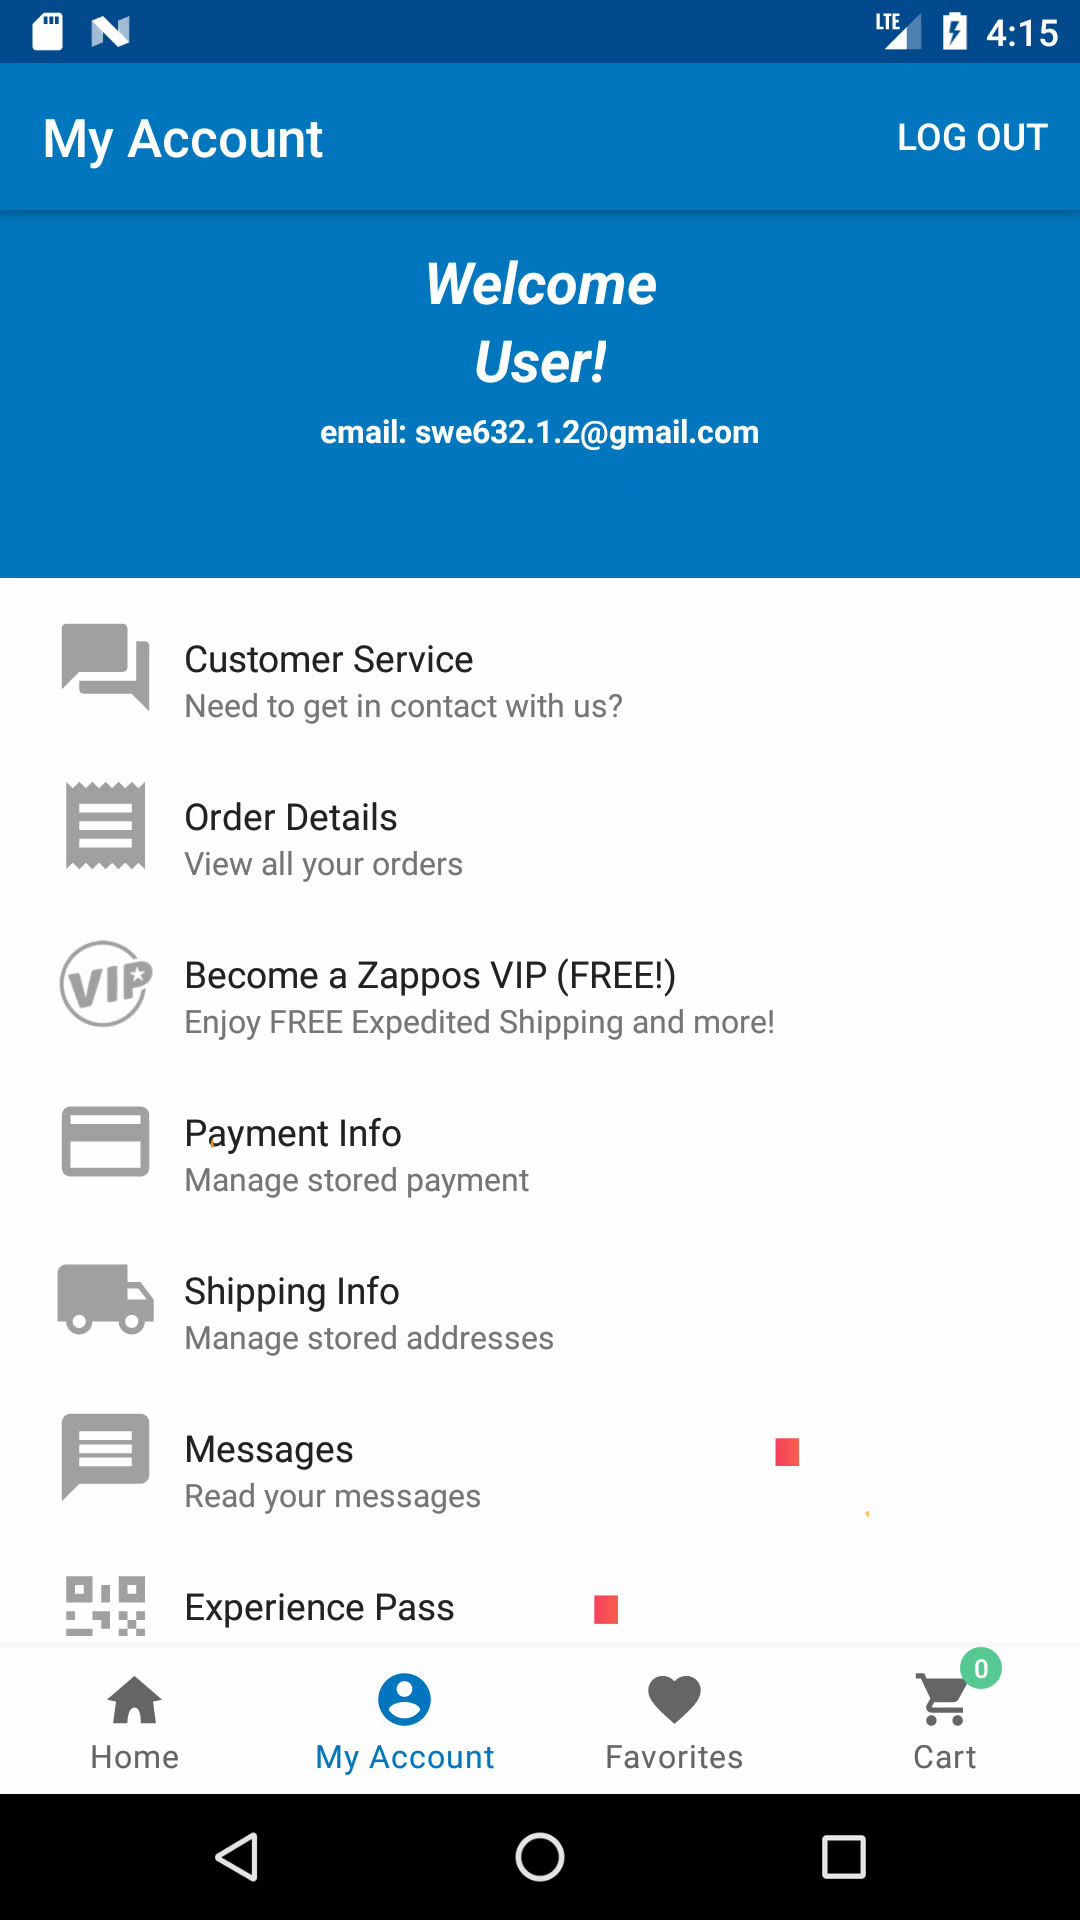 LTE 4:15
My Account LOG OUT
Welcome
User!
email: swe632.1.2@gmail.com
Customer Service
Need to get in contact with us?
Order Details
View all your orders
VIP
Become a Zappos VIP (FREE!)
Enjoy FREE Expedited Shipping and more!
Payment Info
Manage stored payment
Shipping Info
Manage stored addresses
Messages
Read your messages
Experience Pass
0
Home My Account Favorites Cart